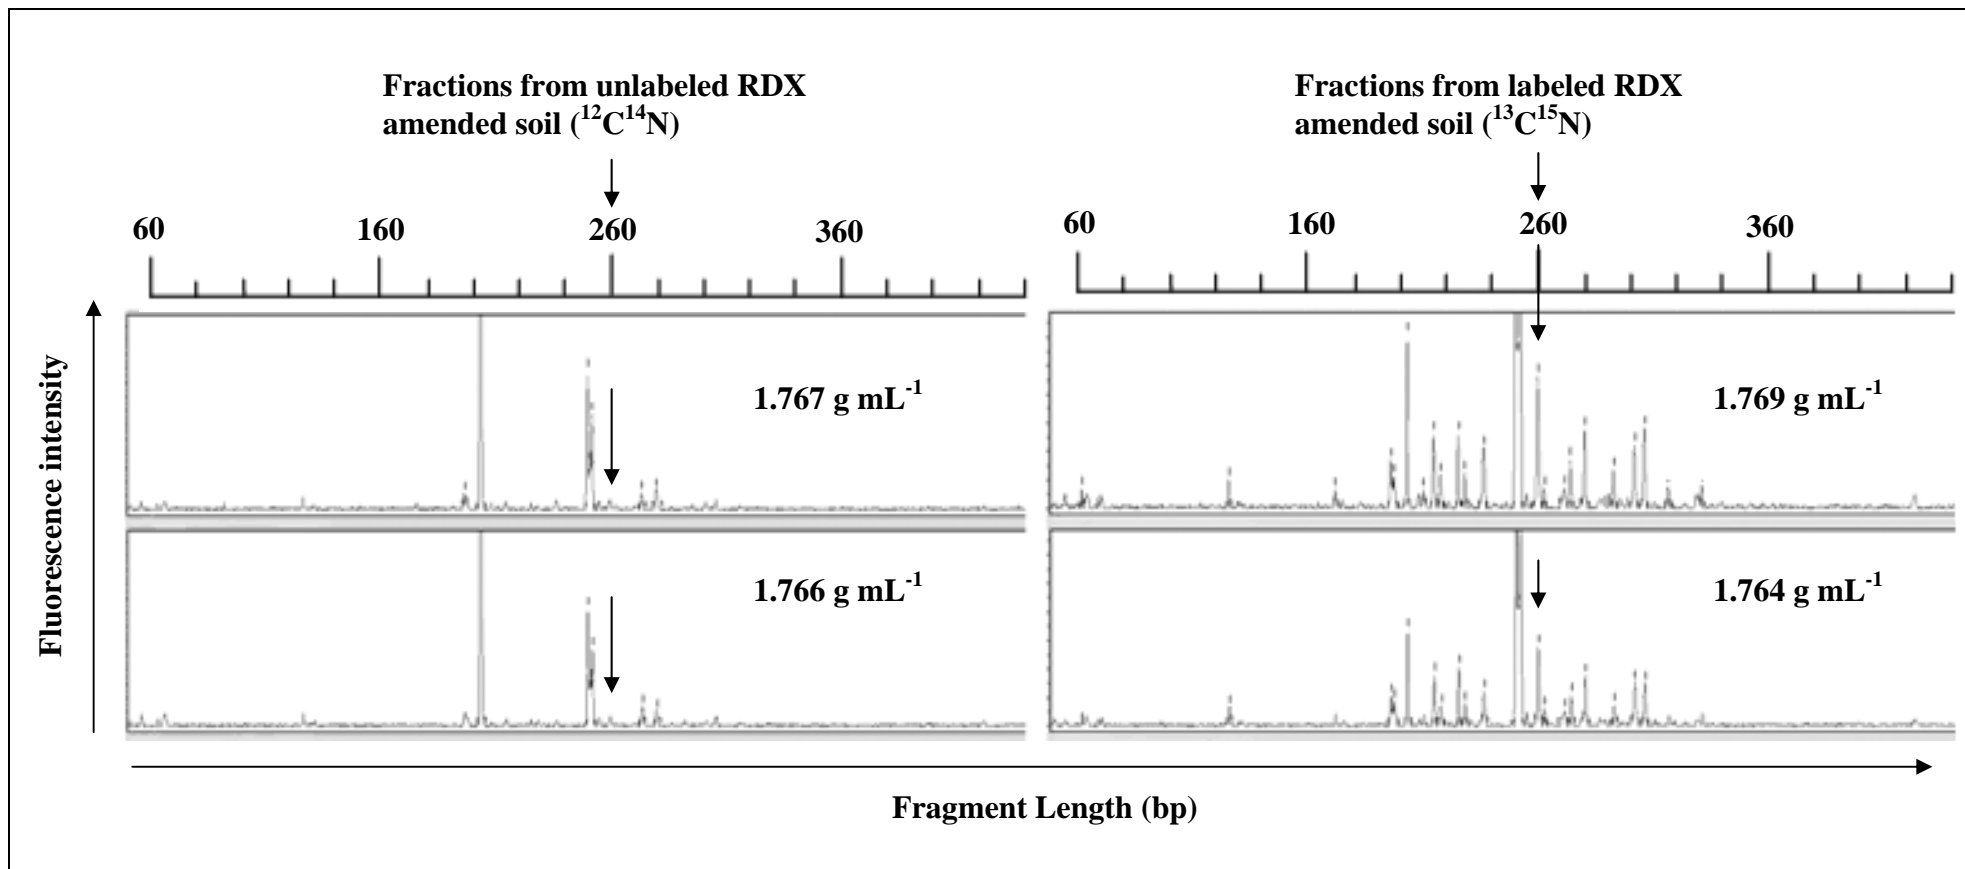 Fractions from unlabeled RDX
amended soil (¹²C¹⁴N)
Fractions from labeled RDX
amended soil (¹³C¹⁵N)
60 160 260 360
60 160 260 360
Fluorescence intensity
1.767 g mL⁻¹
1.769 g mL⁻¹
1.766 g mL⁻¹
1.764 g mL⁻¹
Fragment Length (bp)